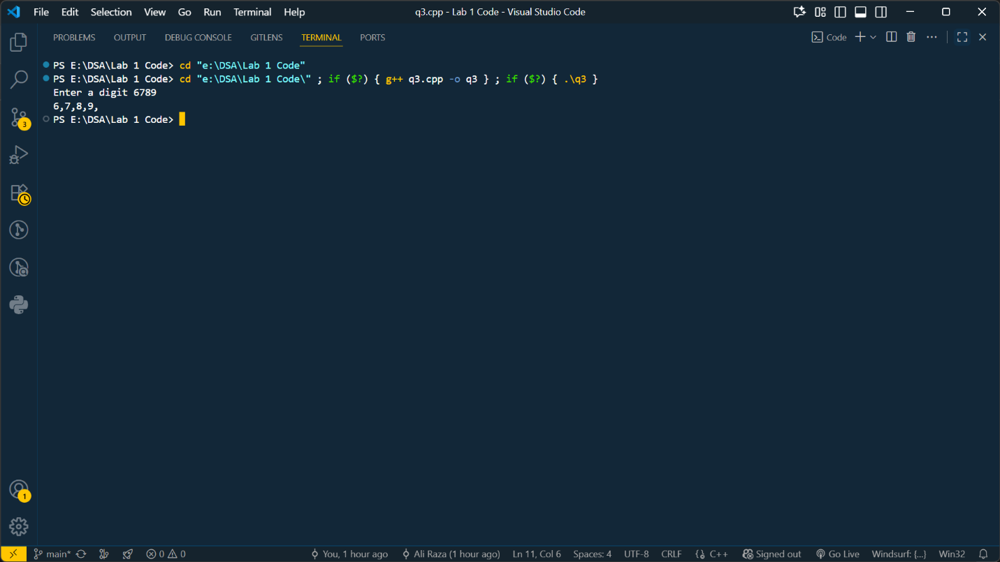 File Edit Selection View Go Run Terminal Help q3.cpp - Lab 1 Code - Visual Studio Code
PROBLEMS OUTPUT DEBUG CONSOLE GITLENS TERMINAL PORTS Code
PS E:\DSA\Lab 1 Code> cd "e:\DSA\Lab 1 Code"
PS E:\DSA\Lab 1 Code> cd "e:\DSA\Lab 1 Code\" ; if ($?) { g++ q3.cpp -o q3 } ; if ($?) { .\q3 }
Enter a digit 6789
6,7,8,9,
PS E:\DSA\Lab 1 Code>
3
1
main* 0 0 You, 1 hour ago Ali Raza (1 hour ago) Ln 11, Col 6 Spaces: 4 UTF-8 CRLF C++ Signed out Go Live Windsurf: {...} Win32